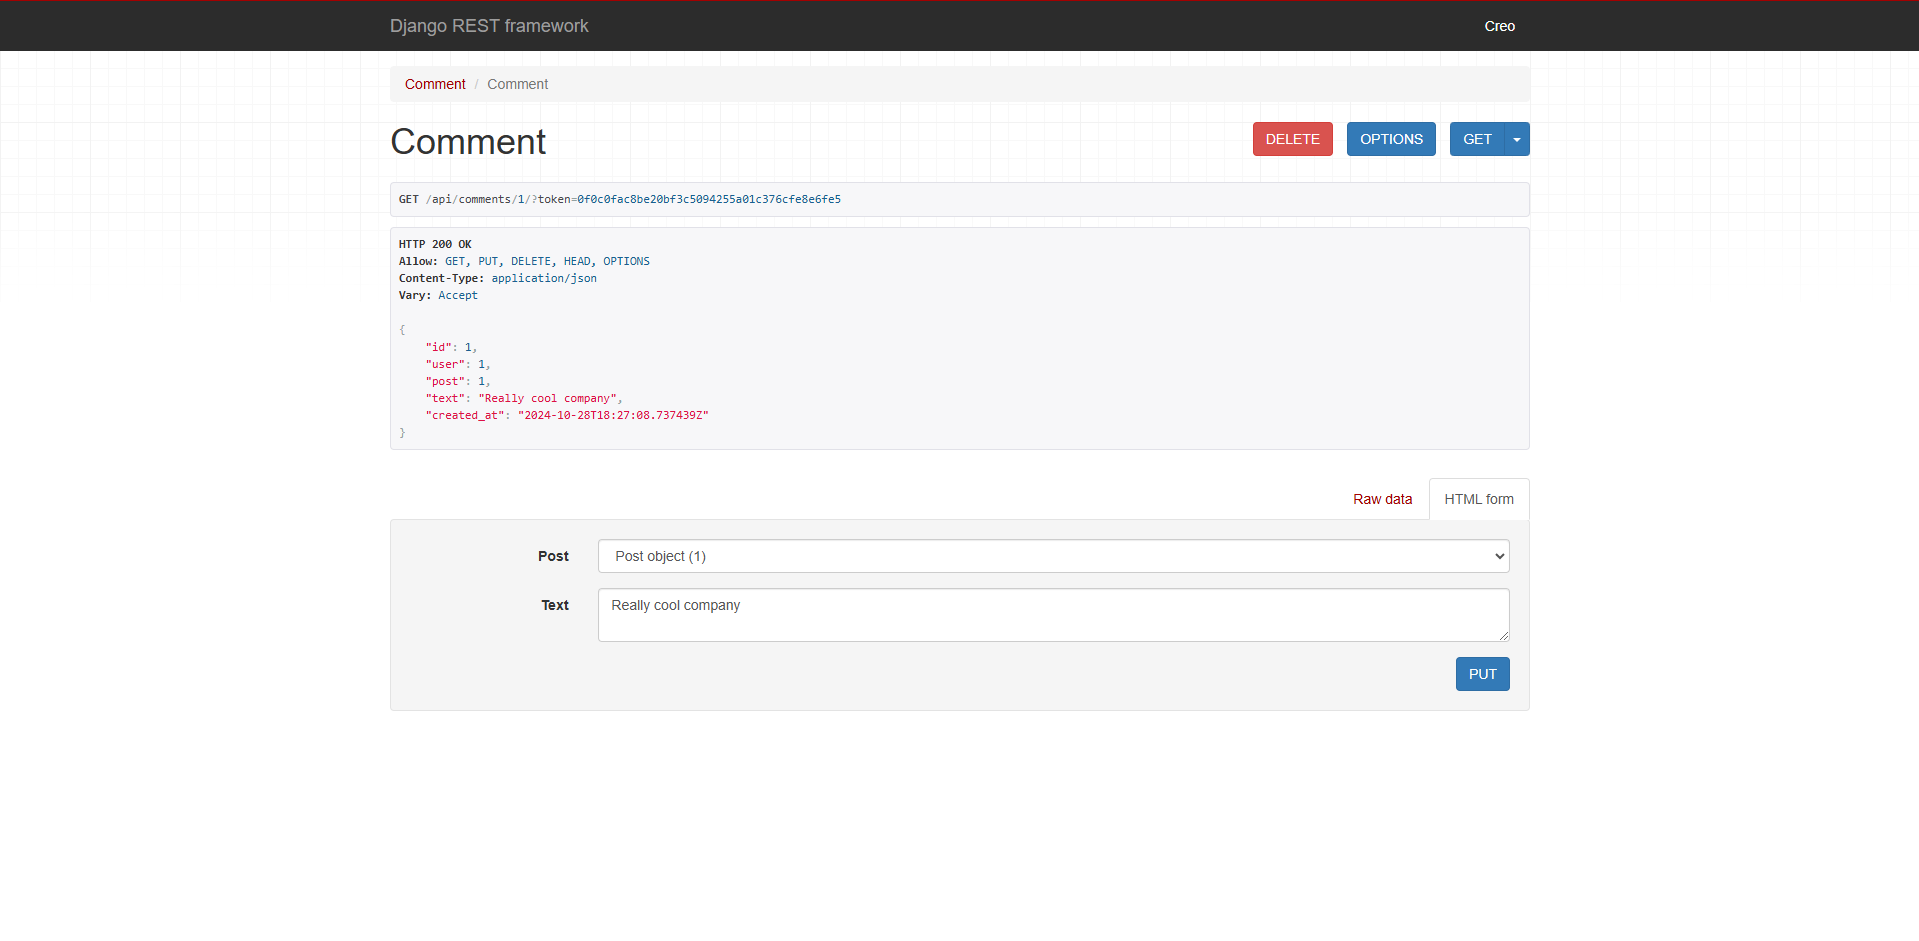 Django REST framework
Creo
Comment / Comment
Comment
DELETE
OPTIONS
GET
GET /api/comments/1/?token=0f0c0fac8be20bf3c5094255a01c376cfe8e6fe5
HTTP 200 OK
Allow: GET, PUT, DELETE, HEAD, OPTIONS
Content-Type: application/json
Vary: Accept
{
    "id": 1,
    "user": 1,
    "post": 1,
    "text": "Really cool company",
    "created_at": "2024-10-28T18:27:08.737439Z"
}
Raw data
HTML form
Post
Post object (1)
Text
Really cool company
PUT